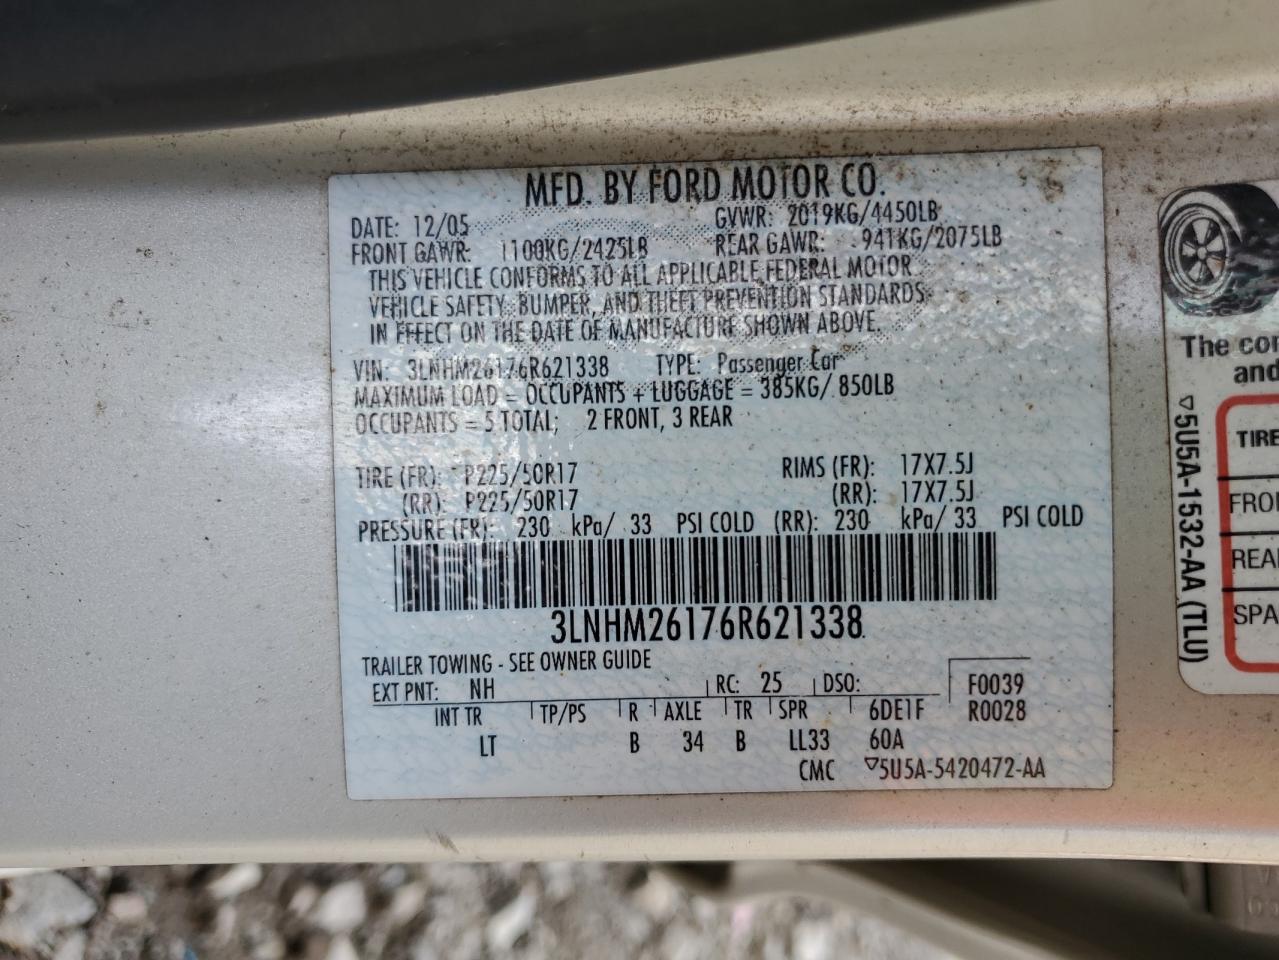 MFD. BY FORD MOTOR CO.
DATE: 12/05 GVWR: 2019KG/4450LB
FRONT GAWR: 1100KG/2425LB REAR GAWR: 941KG/2075LB
THIS VEHICLE CONFORMS TO ALL APPLICABLE FEDERAL MOTOR
VEHICLE SAFETY, BUMPER, AND THEFT PREVENTION STANDARDS
IN EFFECT ON THE DATE OF MANUFACTURE SHOWN ABOVE.
VIN: 3LNHM26176R621338 TYPE: Passenger Car
MAXIMUM LOAD = OCCUPANTS + LUGGAGE = 385KG/ 850LB
OCCUPANTS = 5 TOTAL; 2 FRONT, 3 REAR
TIRE (FR): P225/50R17 RIMS (FR): 17X7.5J
(RR): P225/50R17 (RR): 17X7.5J
PRESSURE (FR): 230 kPa/ 33 PSI COLD (RR): 230 kPa/ 33 PSI COLD
3LNHM26176R621338
TRAILER TOWING - SEE OWNER GUIDE
EXT PNT: NH RC: 25 DSO: F0039
INT TR TP/PS R AXLE TR SPR 6DE1F R0028
LT B 34 B LL33 60A
CMC ▽5U5A-5420472-AA
The con
and
▽5U5A-1532-AA (TLU)
TIRE
FRO
REA
SPA